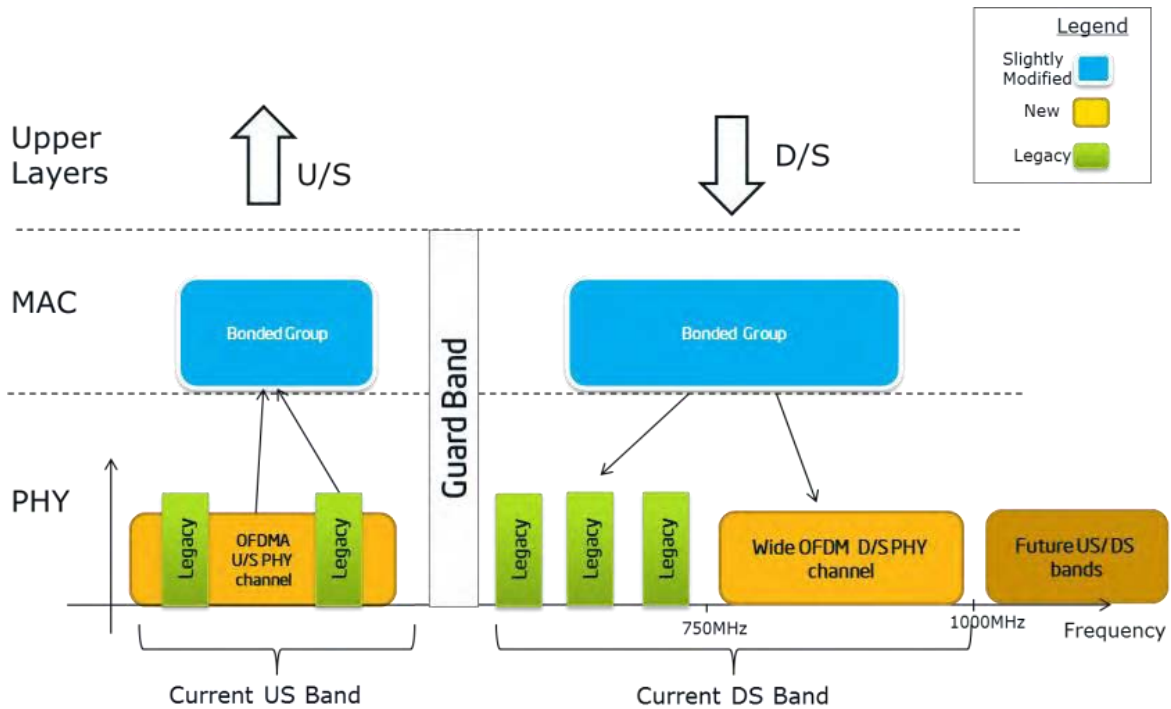 Legend
Slightly
Modified
New
Legacy
Upper
Layers
U/S
D/S
MAC
Bonded Group
Guard Band
Bonded Group
PHY
Legacy
OFDMA
U/S PHY
channel
Legacy
Legacy
Legacy
Legacy
Wide OFDM D/S PHY
channel
Future US/DS
bands
750MHz
1000MHz
Frequency
Current US Band
Current DS Band